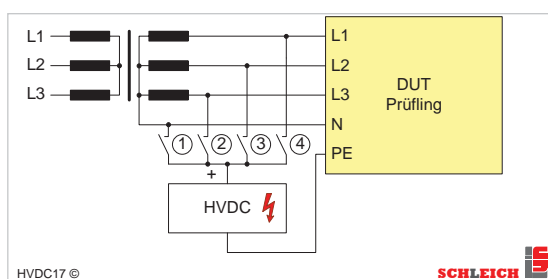 L1
L2
L3
L1
L2
L3
N
PE
DUT
Prüfling
1
2
3
4
+
HVDC
HVDC17 ©
SCHLEICH